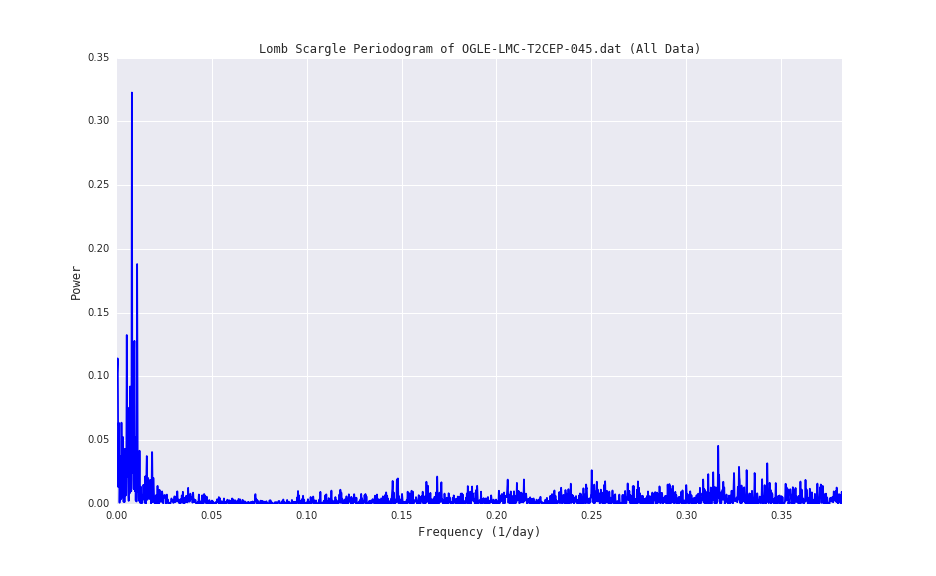 Lomb Scargle Periodogram of OGLE-LMC-T2CEP-045.dat (All Data)
0.35
0.30
0.25
0.20
0.15
0.10
0.05
0.00
Power
0.00 0.05 0.10 0.15 0.20 0.25 0.30 0.35
Frequency (1/day)